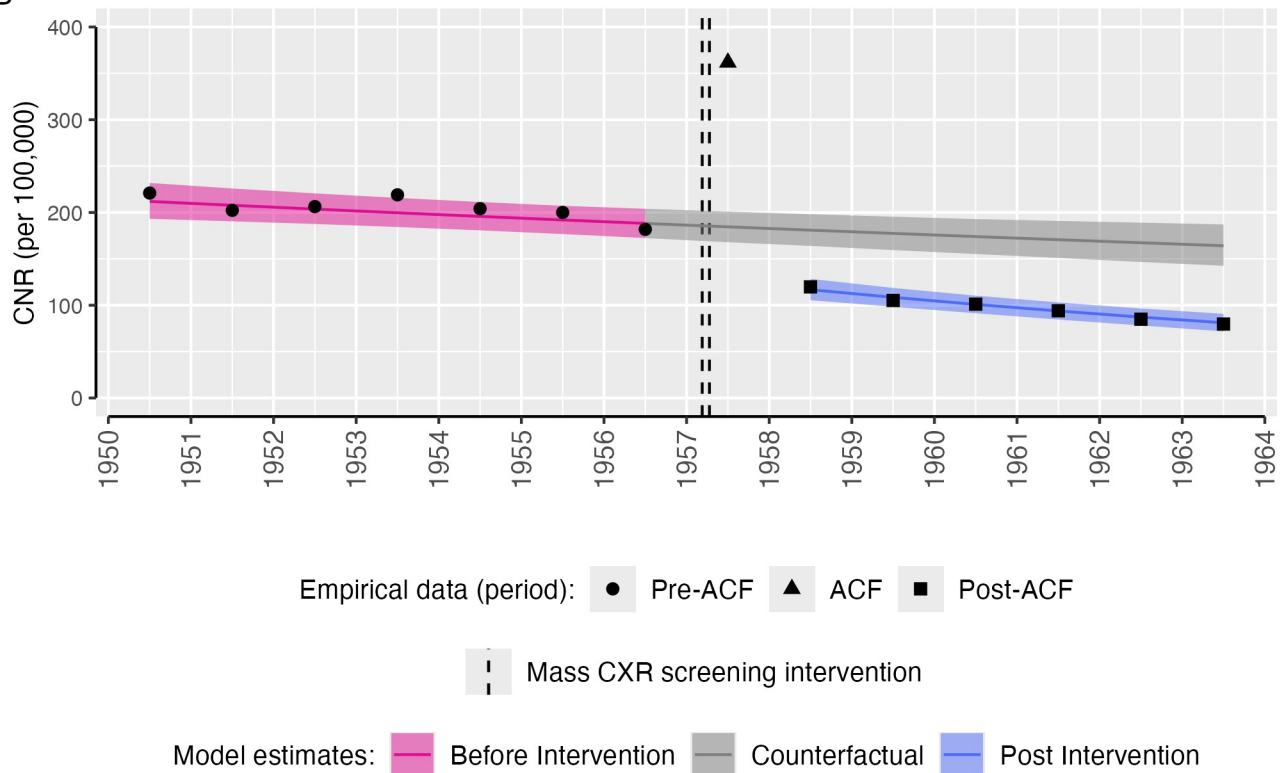 400
300
200
100
0
CNR (per 100,000)
1950 1951 1952 1953 1954 1955 1956 1957 1958 1959 1960 1961 1962 1963 1964
Empirical data (period): Pre-ACF ACF Post-ACF
Mass CXR screening intervention
Model estimates: Before Intervention Counterfactual Post Intervention